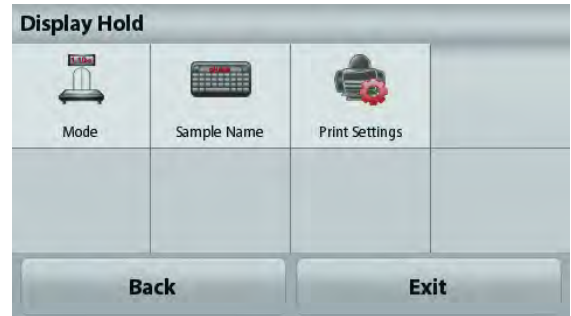 Display Hold
Mode
Sample Name
Print Settings
Back
Exit